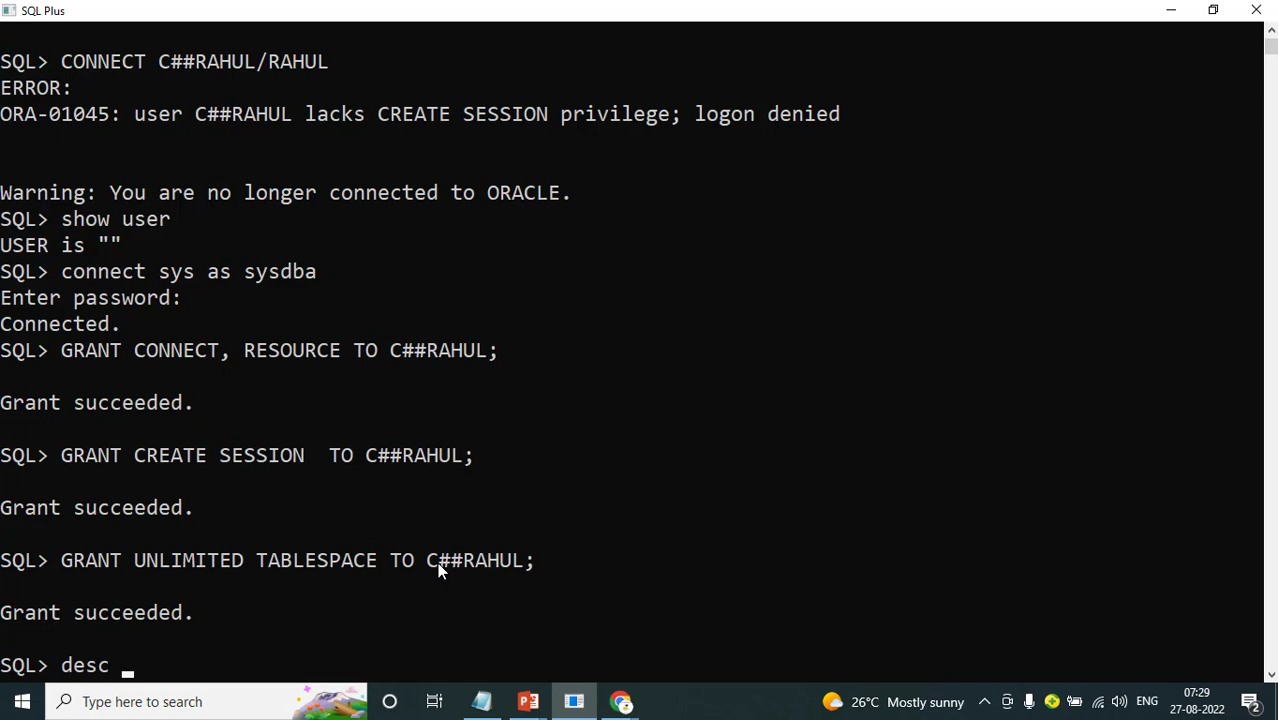 SQL Plus
SQL> CONNECT C##RAHUL/RAHUL
ERROR:
ORA-01045: user C##RAHUL lacks CREATE SESSION privilege; logon denied
Warning: You are no longer connected to ORACLE.
SQL> show user
USER is ""
SQL> connect sys as sysdba
Enter password:
Connected.
SQL> GRANT CONNECT, RESOURCE TO C##RAHUL;
Grant succeeded.
SQL> GRANT CREATE SESSION  TO C##RAHUL;
Grant succeeded.
SQL> GRANT UNLIMITED TABLESPACE TO C##RAHUL;
Grant succeeded.
SQL> desc
Type here to search
26°C Mostly sunny
ENG
07:29
27-08-2022
2